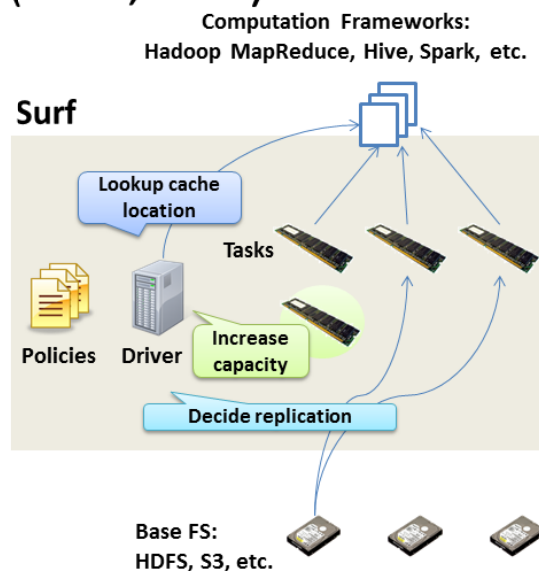 Computation Frameworks:
Hadoop MapReduce, Hive, Spark, etc.
Surf
Lookup cache
location
Tasks
Policies
Driver
Increase
capacity
Decide replication
Base FS:
HDFS, S3, etc.